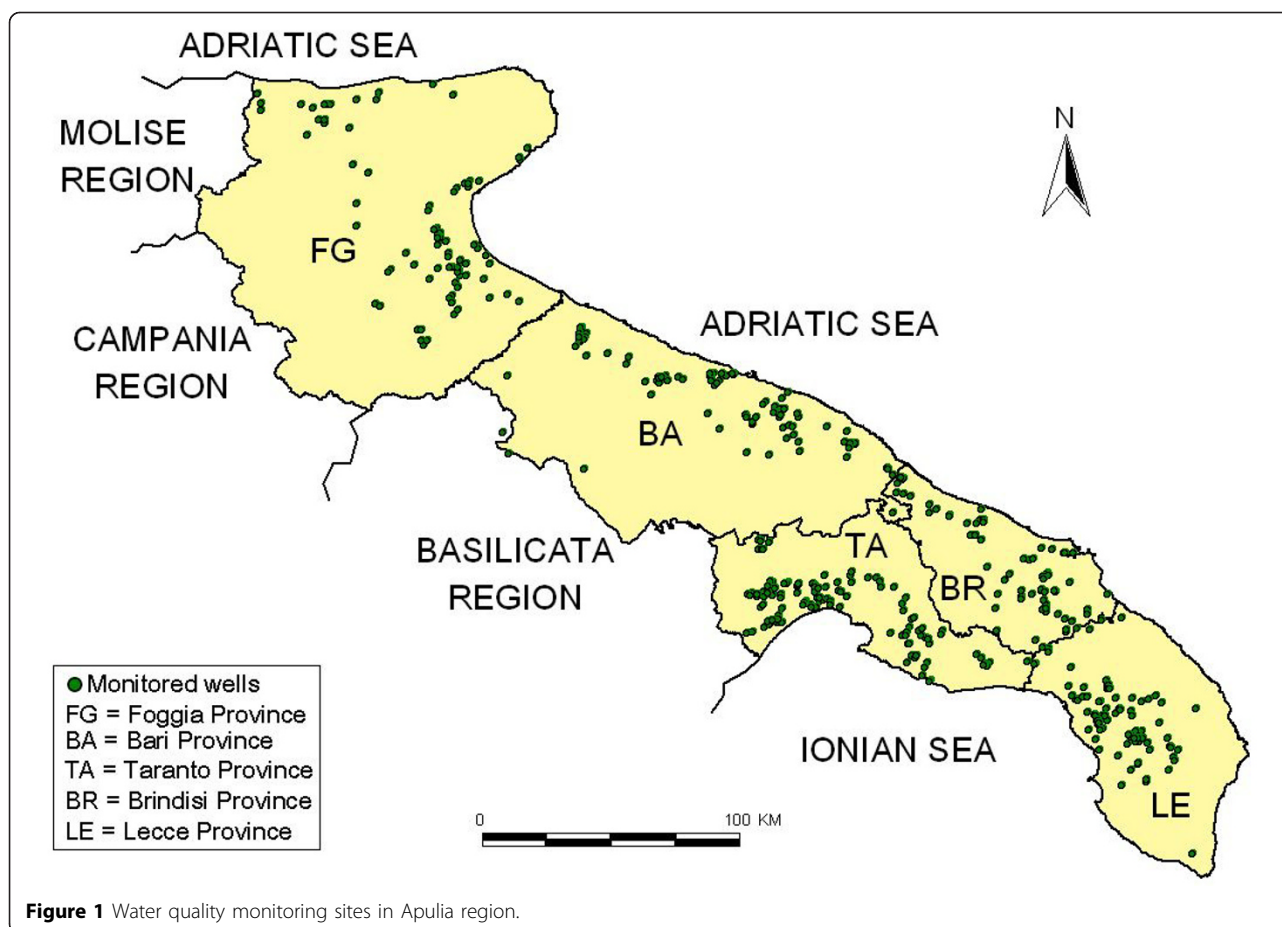 ADRIATIC SEA
MOLISE
REGION
N
FG
CAMPANIA
REGION
ADRIATIC SEA
BA
BASILICATA
REGION
TA
BR
IONIAN SEA
LE
Monitored wells
FG = Foggia Province
BA = Bari Province
TA = Taranto Province
BR = Brindisi Province
LE = Lecce Province
0 100 KM
Figure 1 Water quality monitoring sites in Apulia region.